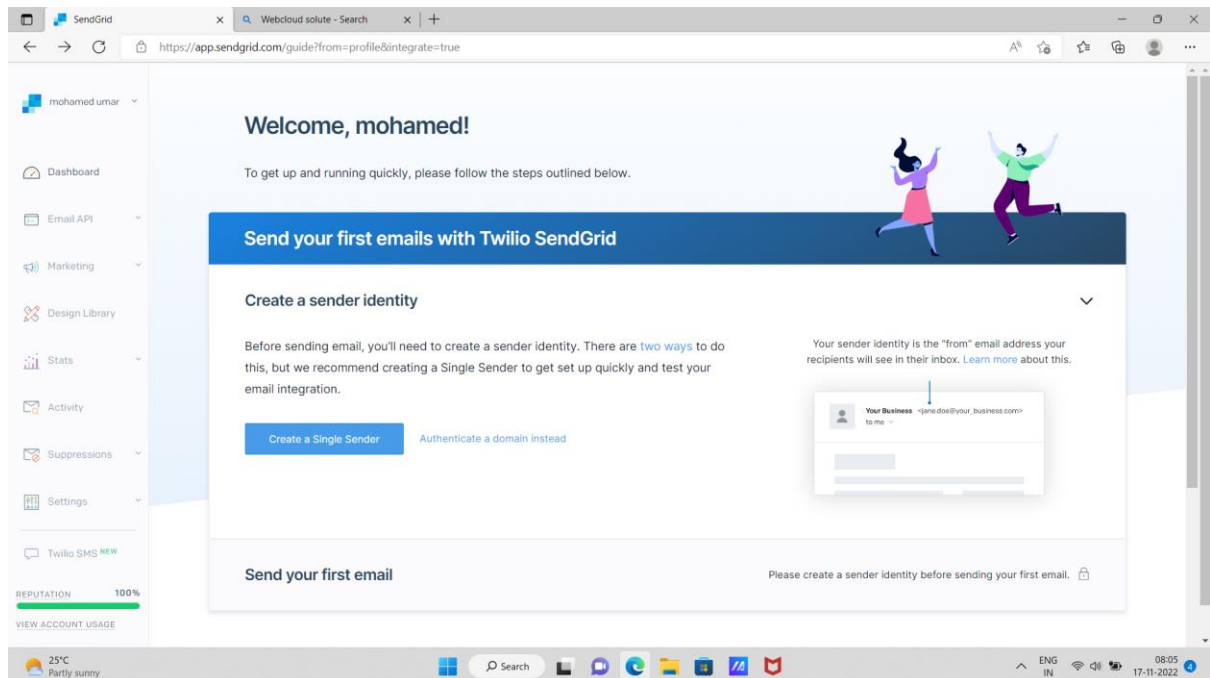 SendGrid
Webcloud solute - Search
https://app.sendgrid.com/guide?from=profile&integrate=true
mohamed umar
Welcome, mohamed!
To get up and running quickly, please follow the steps outlined below.
Dashboard
Email API
Marketing
Design Library
Stats
Activity
Suppressions
Settings
Twilio SMS NEW
REPUTATION 100%
VIEW ACCOUNT USAGE
Send your first emails with Twilio SendGrid
Create a sender identity
Before sending email, you'll need to create a sender identity. There are two ways to do
this, but we recommend creating a Single Sender to get set up quickly and test your
email integration.
Create a Single Sender
Authenticate a domain instead
Your sender identity is the "from" email address your
recipients will see in their inbox. Learn more about this.
Your Business <jane.doe@your_business.com>
to me
Send your first email
Please create a sender identity before sending your first email.
25°C
Partly sunny
Search
ENG
IN
08:05
17-11-2022